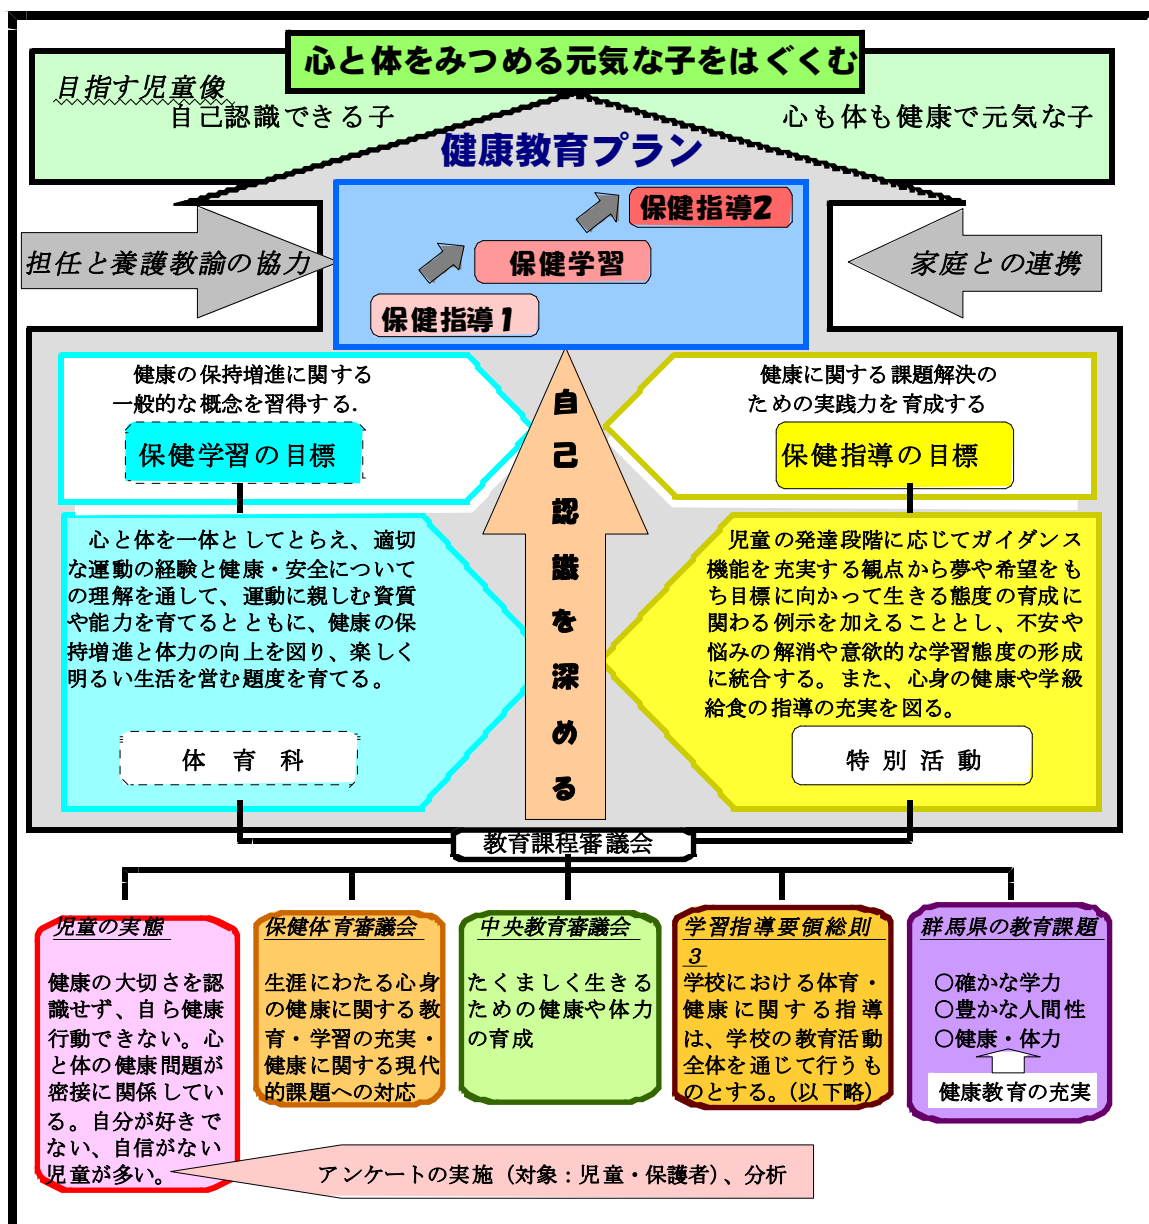 心と体をみつめる元気な子をはぐくむ
目指す児童像
自己認識できる子
心も体も健康で元気な子
健康教育プラン
保健指導2
保健学習
保健指導1
担任と養護教諭の協力
家庭との連携
健康の保持増進に関する
一般的な概念を習得する.
保健学習の目標
健康に関する課題解決の
ための実践力を育成する
保健指導の目標
自己認識を深める
心と体を一体としてとらえ、適切
な運動の経験と健康・安全について
の理解を通して、運動に親しむ資質
や能力を育てるとともに、健康の保
持増進と体力の向上を図り、楽しく
明るい生活を営む題度を育てる。
体育科
児童の発達段階に応じてガイダンス
機能を充実する観点から夢や希望をも
ち目標に向かって生きる態度の育成に
関わる例示を加えることとし、不安や
悩みの解消や意欲的な学習態度の形成
に統合する。また、心身の健康や学級
給食の指導の充実を図る。
特別活動
教育課程審議会
児童の実態
健康の大切さを認
識せず、自ら健康
行動できない。心
と体の健康問題が
密接に関係してい
る。自分が好きで
ない、自信がない
児童が多い。
保健体育審議会
生涯にわたる心身
の健康に関する教
育・学習の充実・
健康に関する現代
的課題への対応
中央教育審議会
たくましく生きる
ための健康や体力
の育成
学習指導要領総則
3
学校における体育・
健康に関する指導
は、学校の教育活動
全体を通じて行うも
のとする。(以下略)
群馬県の教育課題
○確かな学力
○豊かな人間性
○健康・体力
健康教育の充実
アンケートの実施（対象：児童・保護者）、分析